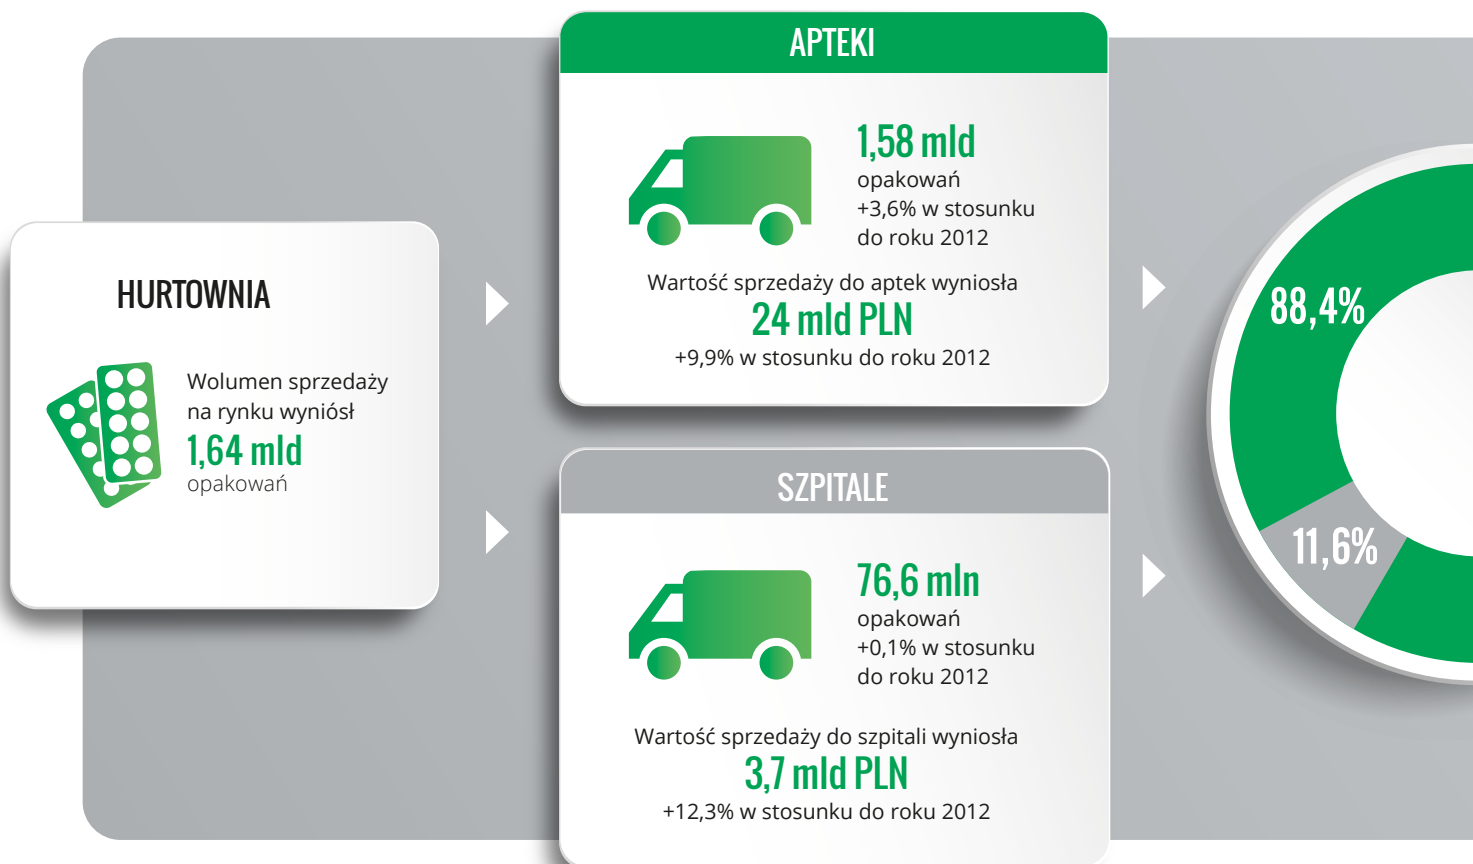 HURTOWNIA
Wolumen sprzedaży
na rynku wyniósł
1,64 mld
opakowań
APTEKI
1,58 mld
opakowań
+3,6% w stosunku
do roku 2012
Wartość sprzedaży do aptek wyniosła
24 mld PLN
+9,9% w stosunku do roku 2012
SZPITALE
76,6 mln
opakowań
+0,1% w stosunku
do roku 2012
Wartość sprzedaży do szpitali wyniosła
3,7 mld PLN
+12,3% w stosunku do roku 2012
88,4%
11,6%